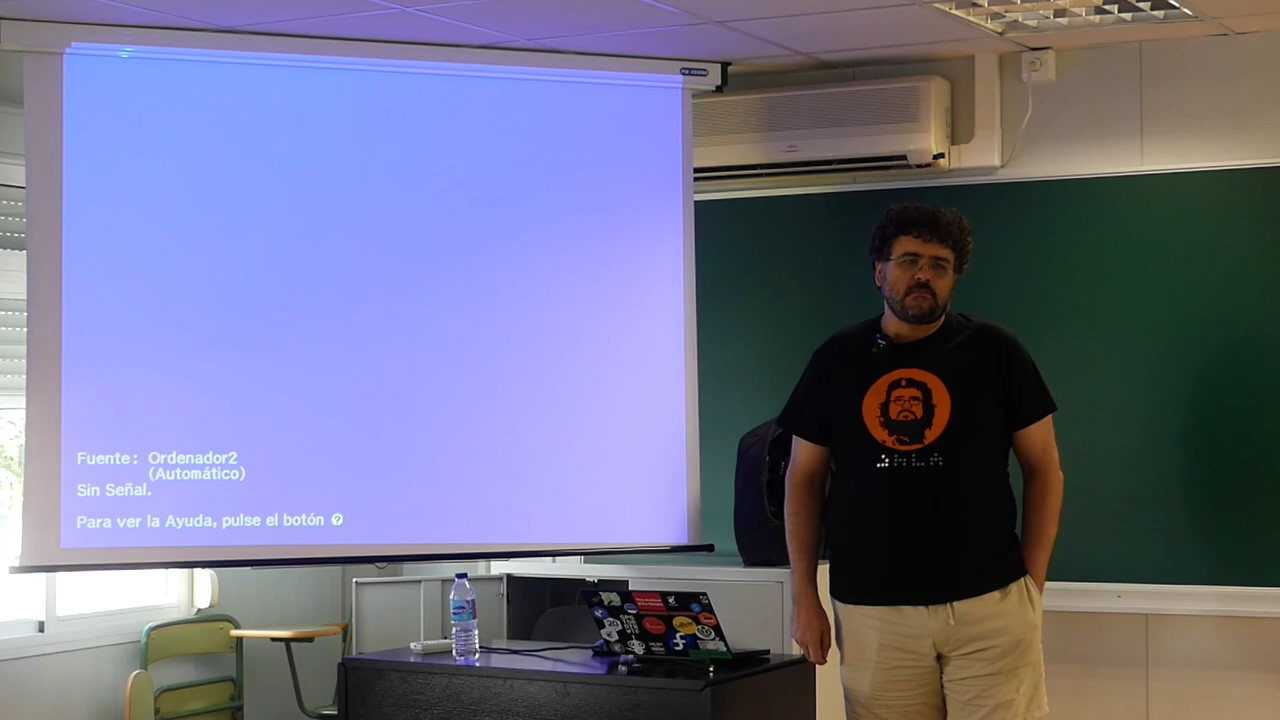 Fuente: Ordenador2
(Automático)
Sin Señal.
Para ver la Ayuda, pulse el botón ?